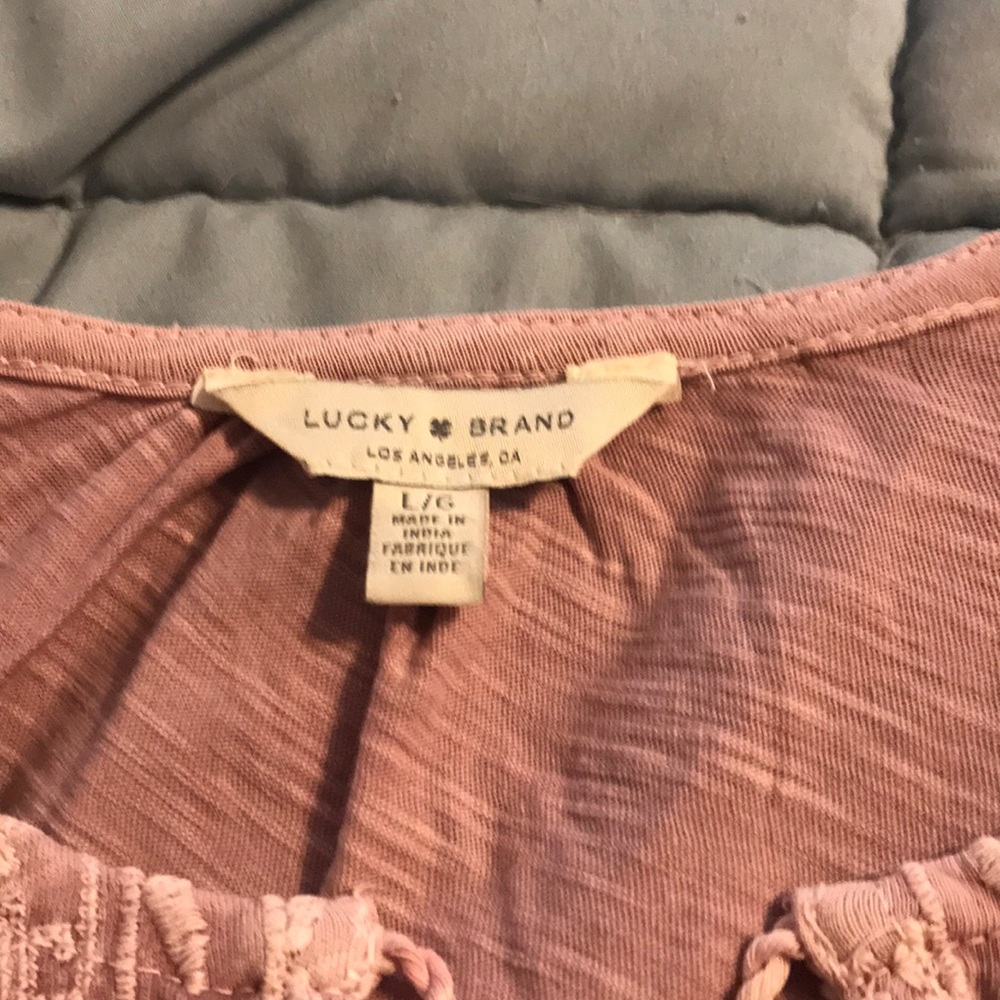 LUCKY BRAND
LOS ANGELES, CA
L/G
MADE IN
INDIA
FABRIQUE
EN INDE